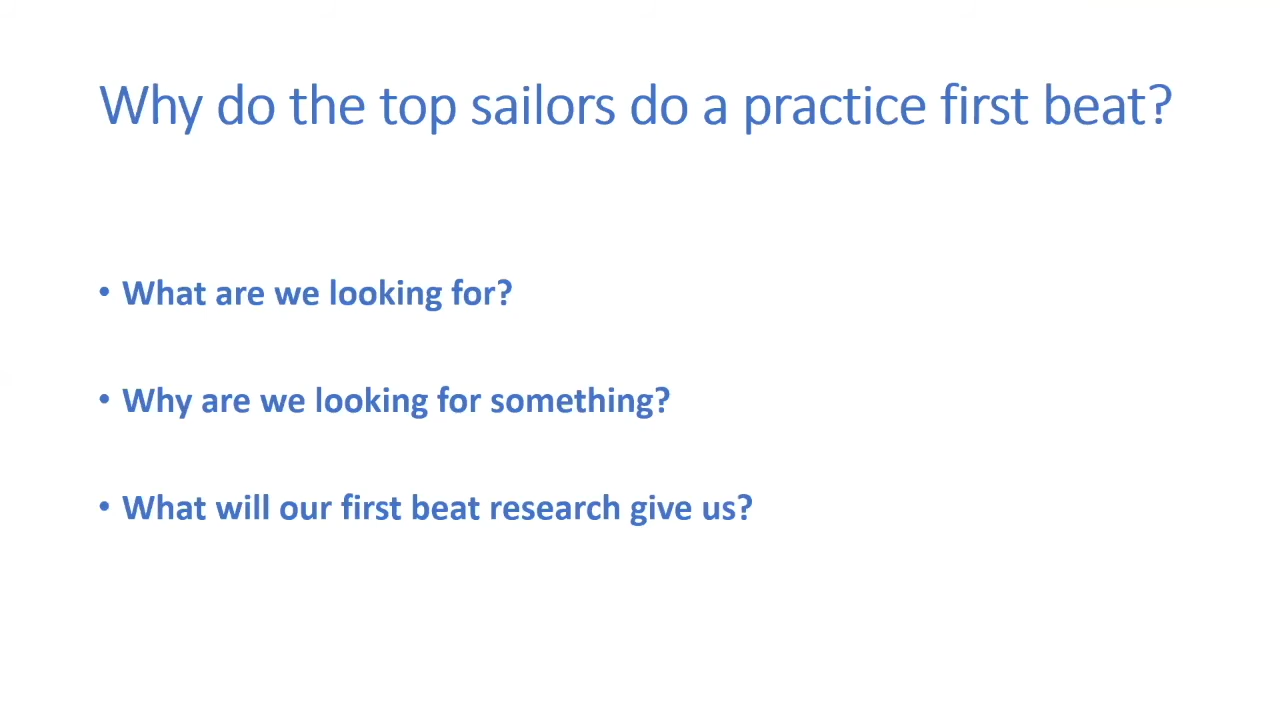 Why do the top sailors do a practice first beat?
• What are we looking for?
• Why are we looking for something?
• What will our first beat research give us?